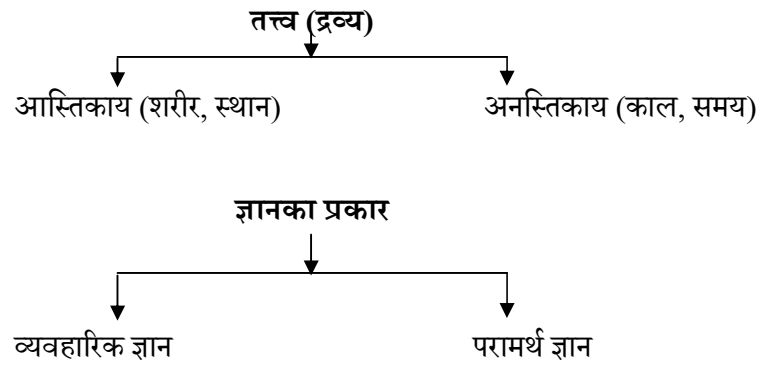 तत्त्व (द्रव्य)
आस्तिकाय (शरीर, स्थान) अनस्तिकाय (काल, समय)
ज्ञानका प्रकार
व्यवहारिक ज्ञान परामर्थ ज्ञान